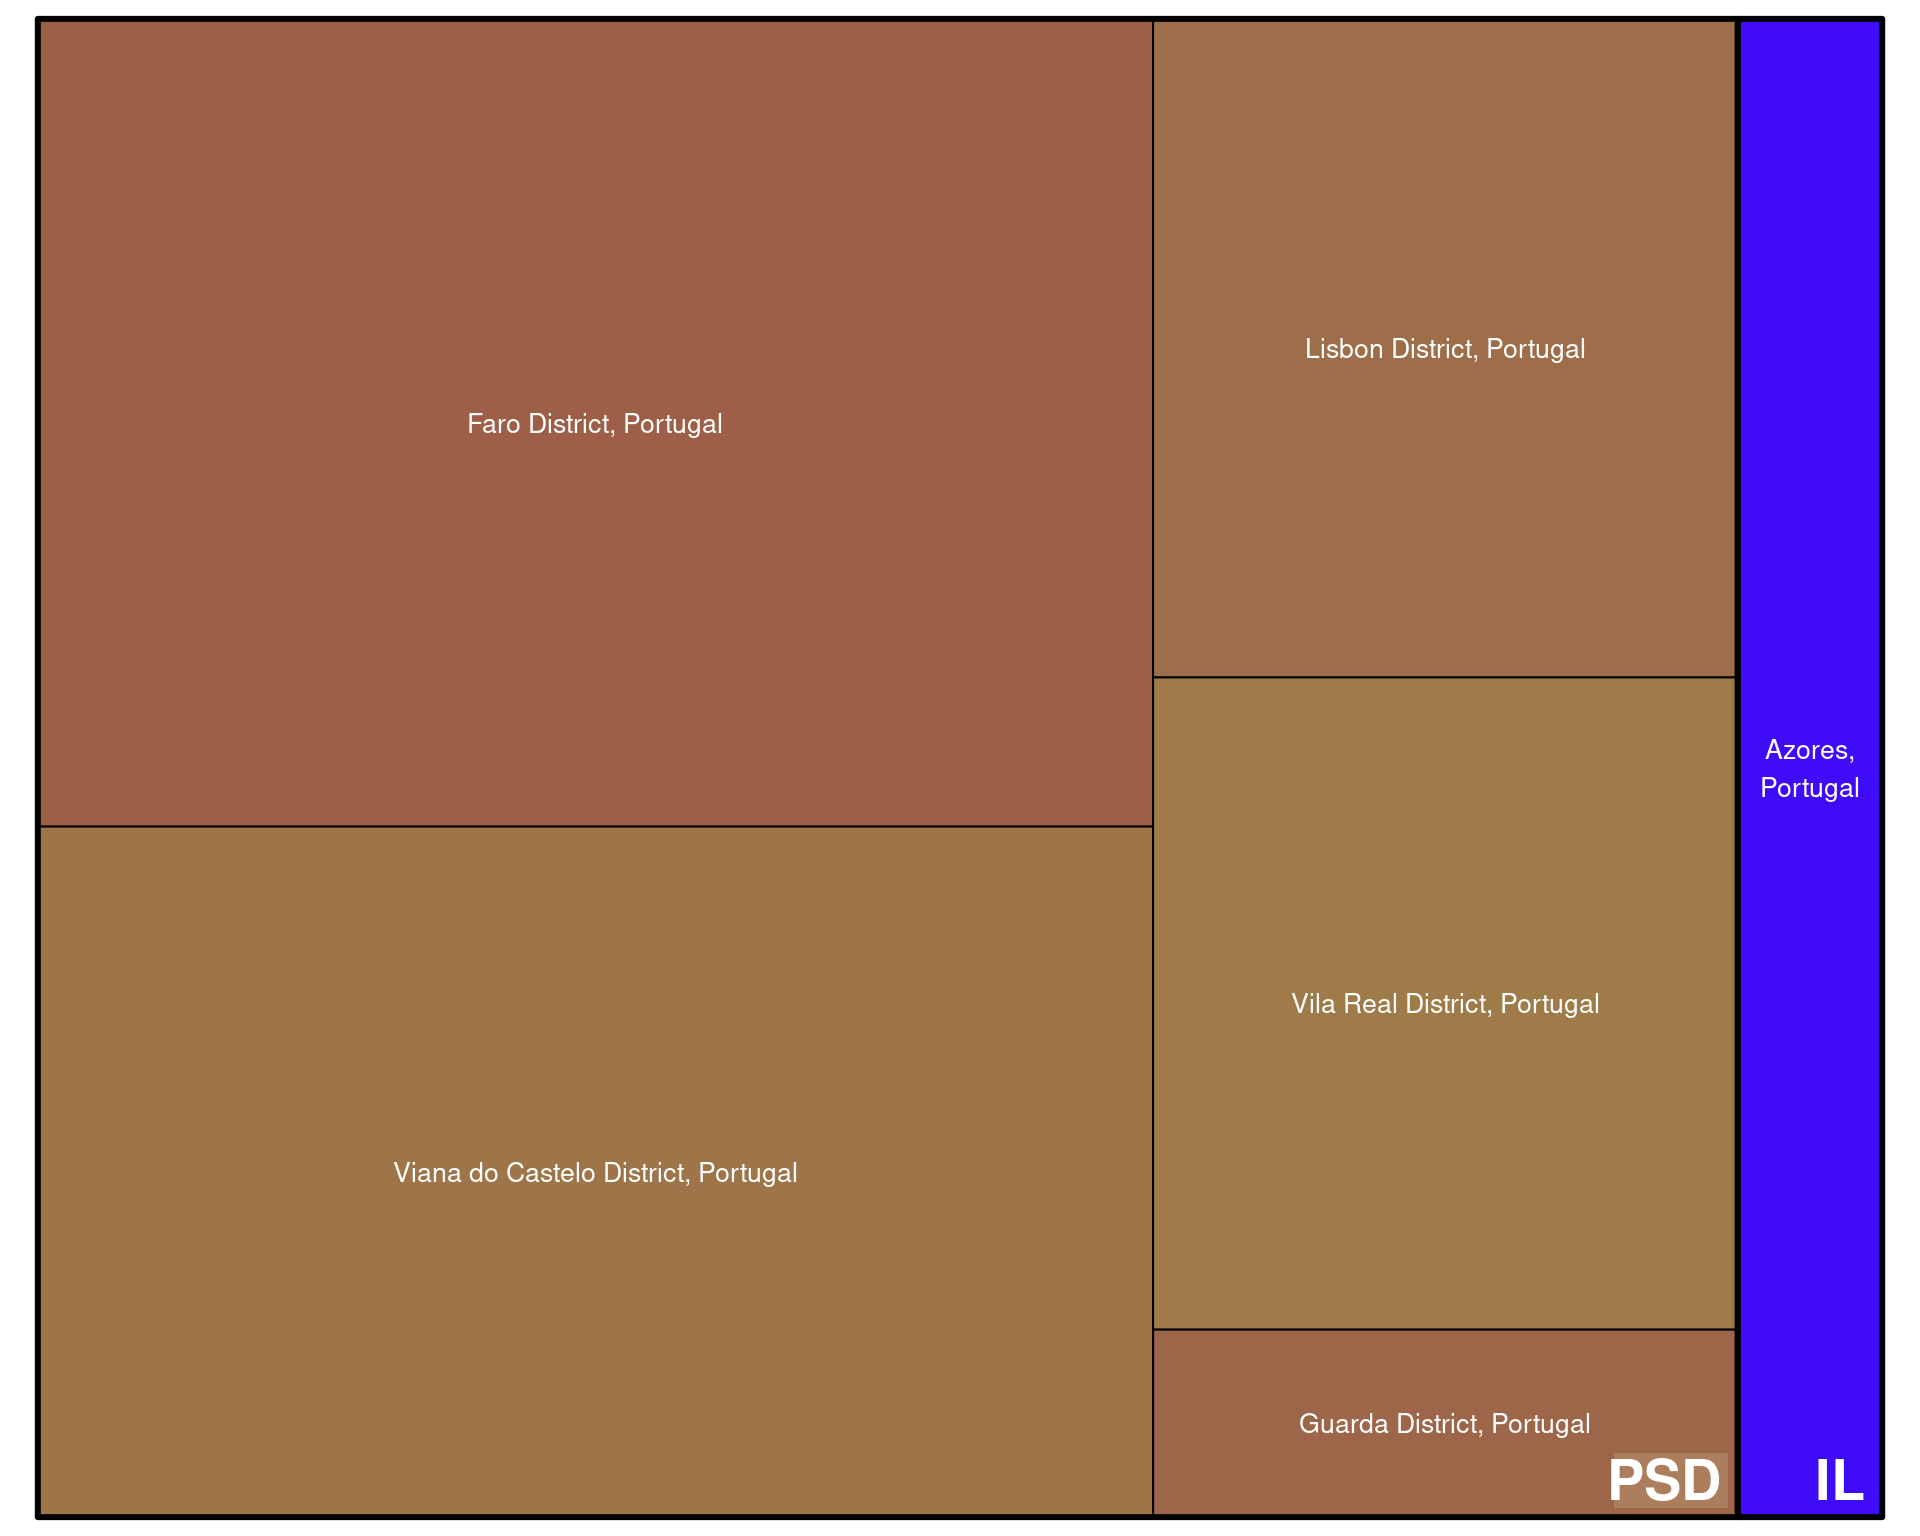 Faro District, Portugal
Lisbon District, Portugal
Viana do Castelo District, Portugal
Vila Real District, Portugal
Guarda District, Portugal
PSD
Azores,
Portugal
IL